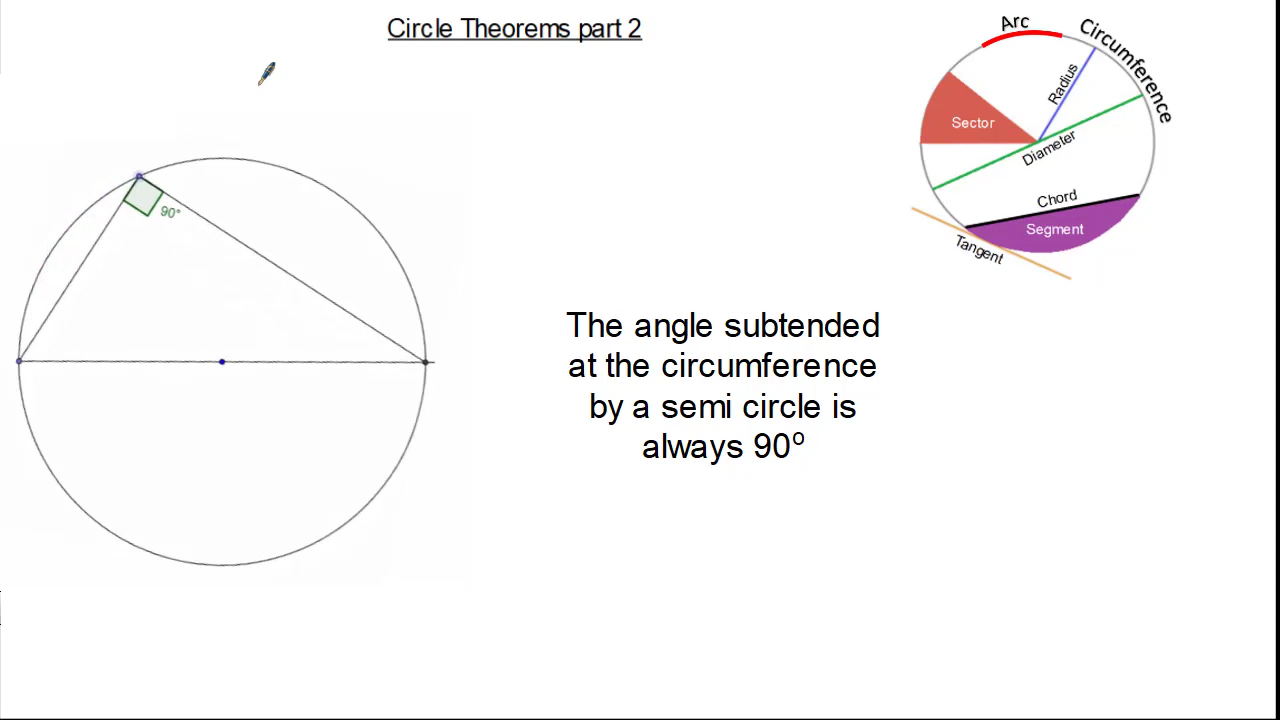 Circle Theorems part 2
Arc
Circumference
Radius
Sector
Diameter
Chord
Segment
Tangent
90°
The angle subtended
at the circumference
by a semi circle is
always 90º